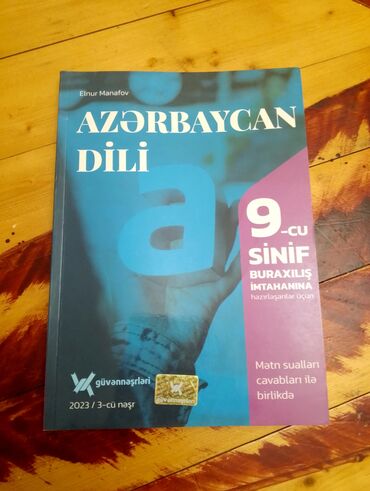 Elnur Manafov
AZƏRBAYCAN
DİLİ
a
9-cu
SİNİF
BURAXILIŞ
İMTAHANINA
hazırlaşanlar üçün
Mətn sualları
cavabları ilə
birlikdə
güvənnəşrləri
güvənnəşrləri
2023 / 3-cü nəşr